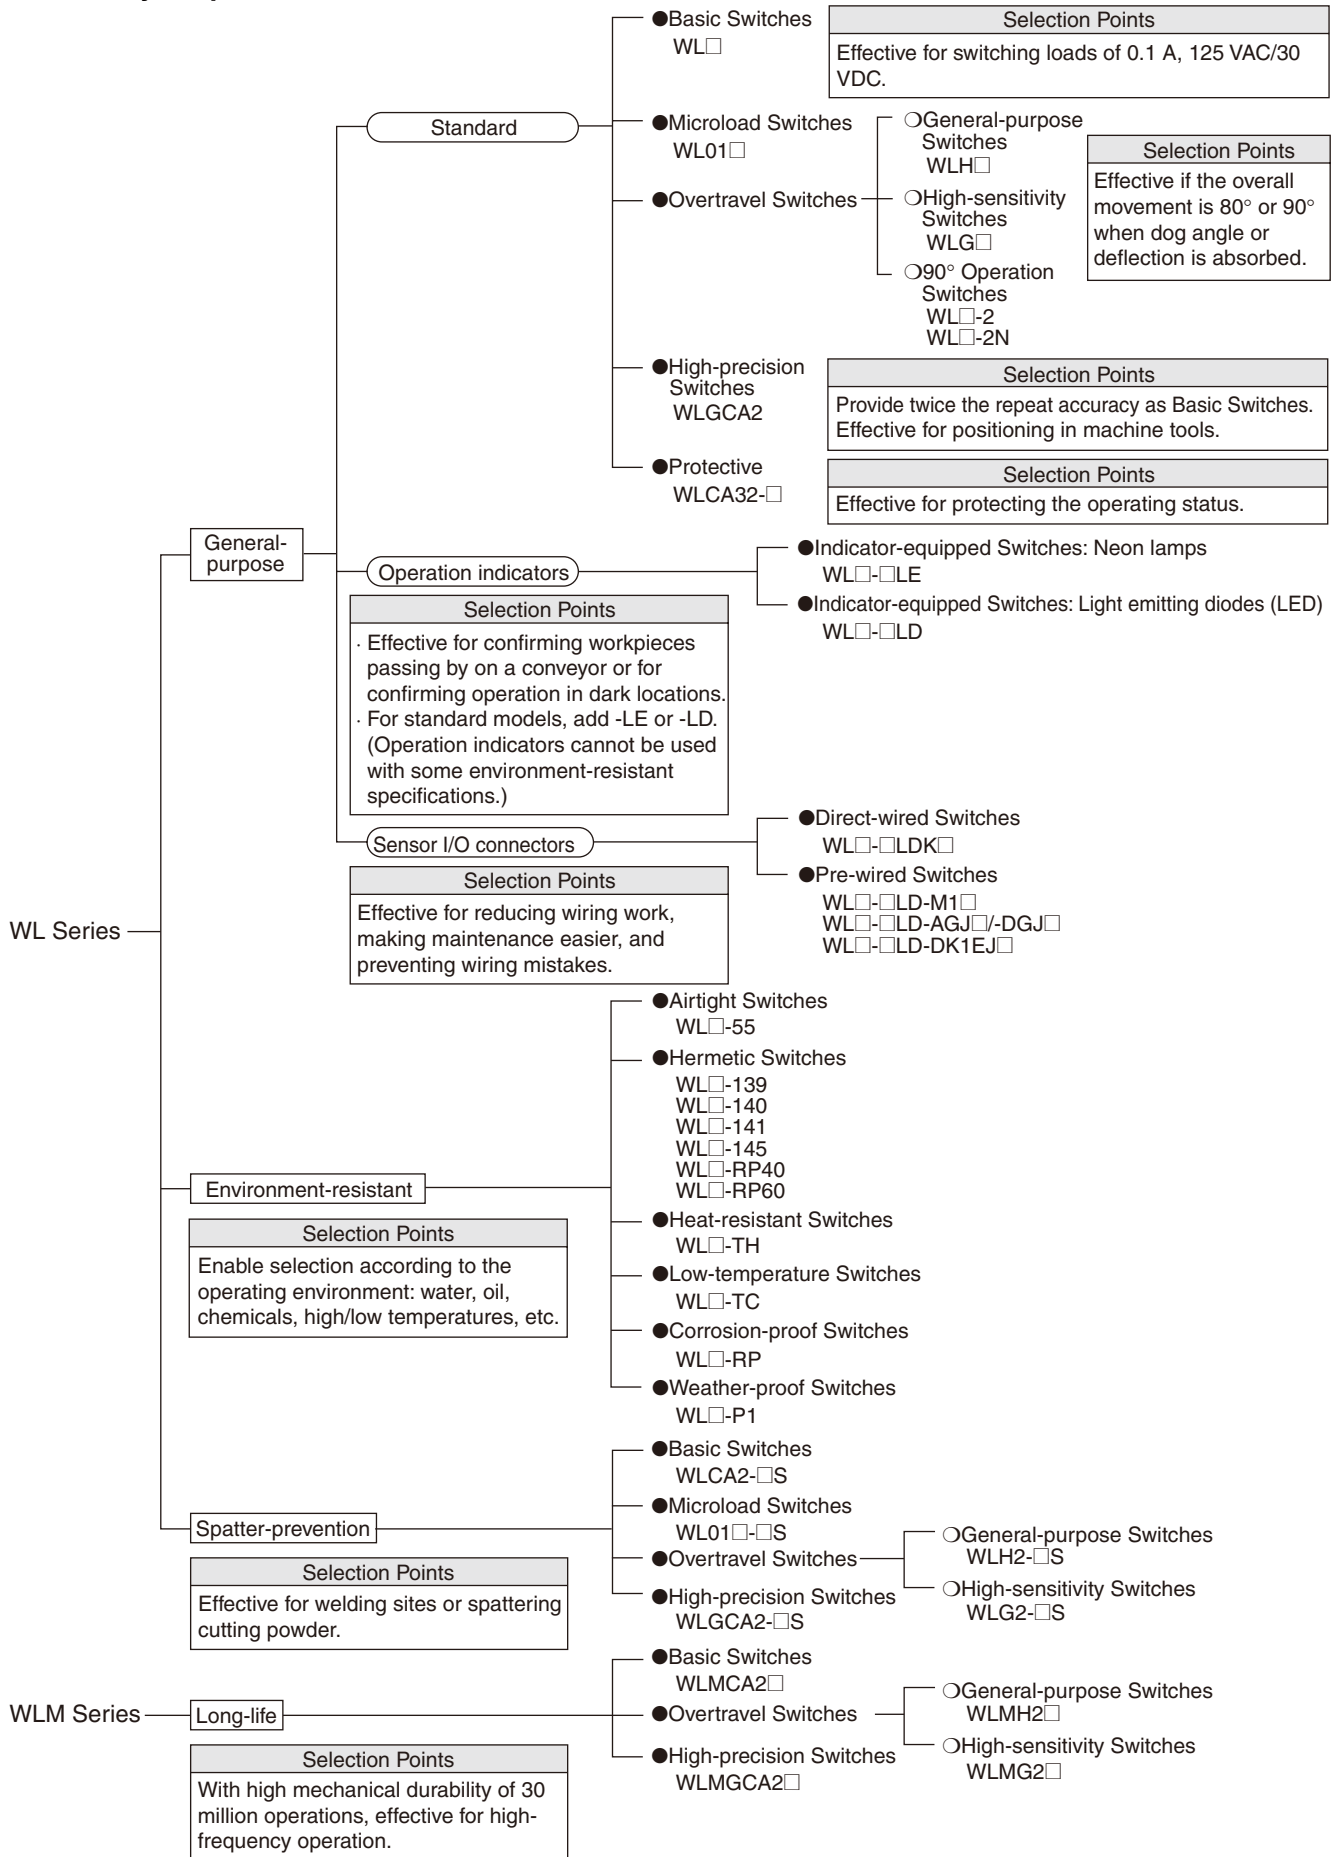 ●Basic Switches
WL□
Selection Points
Effective for switching loads of 0.1 A, 125 VAC/30
VDC.
Standard
●Microload Switches
WL01□
●Overtravel Switches
❍General-purpose
Switches
WLH□
❍High-sensitivity
Switches
WLG□
❍90° Operation
Switches
WL□-2
WL□-2N
Selection Points
Effective if the overall
movement is 80° or 90°
when dog angle or
deflection is absorbed.
●High-precision
Switches
WLGCA2
Selection Points
Provide twice the repeat accuracy as Basic Switches.
Effective for positioning in machine tools.
●Protective
WLCA32-□
Selection Points
Effective for protecting the operating status.
General-
purpose
Operation indicators
●Indicator-equipped Switches: Neon lamps
WL□-□LE
●Indicator-equipped Switches: Light emitting diodes (LED)
WL□-□LD
Selection Points
· Effective for confirming workpieces
passing by on a conveyor or for
confirming operation in dark locations.
· For standard models, add -LE or -LD.
(Operation indicators cannot be used
with some environment-resistant
specifications.)
Sensor I/O connectors
●Direct-wired Switches
WL□-□LDK□
●Pre-wired Switches
WL□-□LD-M1□
WL□-□LD-AGJ□/-DGJ□
WL□-□LD-DK1EJ□
Selection Points
Effective for reducing wiring work,
making maintenance easier, and
preventing wiring mistakes.
WL Series
●Airtight Switches
WL□-55
●Hermetic Switches
WL□-139
WL□-140
WL□-141
WL□-145
WL□-RP40
WL□-RP60
Environment-resistant
Selection Points
Enable selection according to the
operating environment: water, oil,
chemicals, high/low temperatures, etc.
●Heat-resistant Switches
WL□-TH
●Low-temperature Switches
WL□-TC
●Corrosion-proof Switches
WL□-RP
●Weather-proof Switches
WL□-P1
●Basic Switches
WLCA2-□S
●Microload Switches
WL01□-□S
Spatter-prevention
●Overtravel Switches
❍General-purpose Switches
WLH2-□S
❍High-sensitivity Switches
WLG2-□S
●High-precision Switches
WLGCA2-□S
Selection Points
Effective for welding sites or spattering
cutting powder.
●Basic Switches
WLMCA2□
WLM Series
Long-life
●Overtravel Switches
❍General-purpose Switches
WLMH2□
❍High-sensitivity Switches
WLMG2□
●High-precision Switches
WLMGCA2□
Selection Points
With high mechanical durability of 30
million operations, effective for high-
frequency operation.